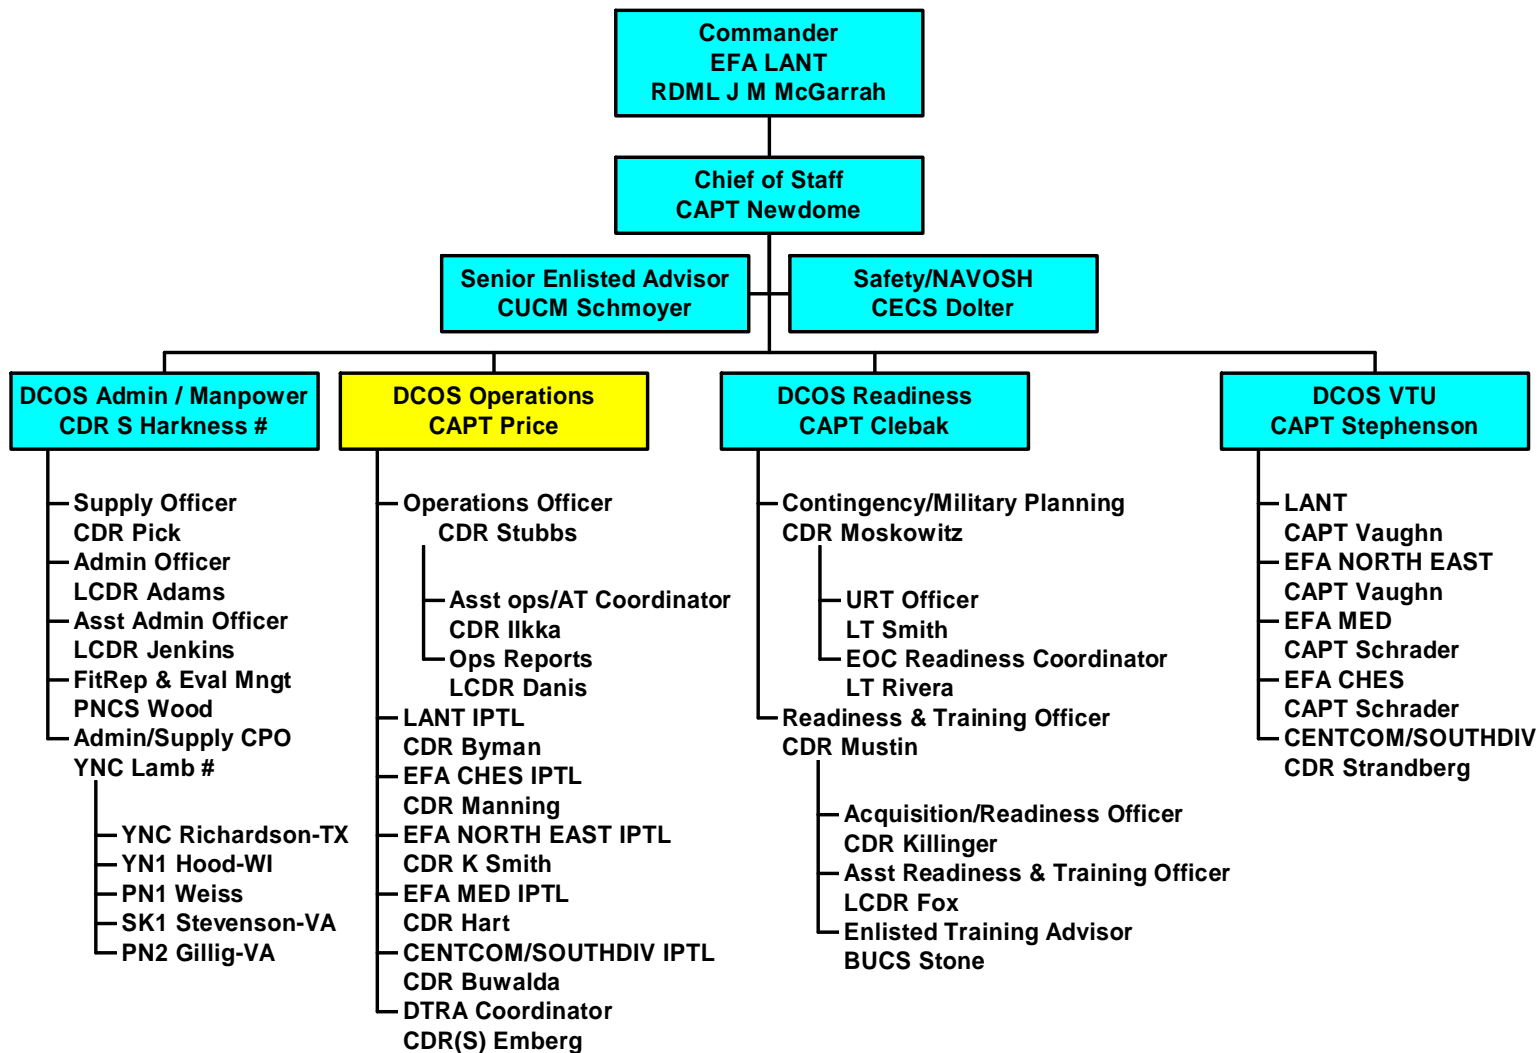 Commander
EFA LANT
RDML J M McGarrah
Chief of Staff
CAPT Newdome
Senior Enlisted Advisor
CUCM Schmoyer
Safety/NAVOSH
CECS Dolter
DCOS Admin / Manpower
CDR S Harkness #
Supply Officer
CDR Pick
Admin Officer
LCDR Adams
Asst Admin Officer
LCDR Jenkins
FitRep & Eval Mngt
PNCS Wood
Admin/Supply CPO
YNC Lamb #
YNC Richardson-TX
YN1 Hood-WI
PN1 Weiss
SK1 Stevenson-VA
PN2 Gillig-VA
DCOS Operations
CAPT Price
Operations Officer
CDR Stubbs
Asst ops/AT Coordinator
CDR Ilkka
Ops Reports
LCDR Danis
LANT IPTL
CDR Byman
EFA CHES IPTL
CDR Manning
EFA NORTH EAST IPTL
CDR K Smith
EFA MED IPTL
CDR Hart
CENTCOM/SOUTHDIV IPTL
CDR Buwalda
DTRA Coordinator
CDR(S) Emberg
DCOS Readiness
CAPT Clebak
Contingency/Military Planning
CDR Moskowitz
URT Officer
LT Smith
EOC Readiness Coordinator
LT Rivera
Readiness & Training Officer
CDR Mustin
Acquisition/Readiness Officer
CDR Killinger
Asst Readiness & Training Officer
LCDR Fox
Enlisted Training Advisor
BUCS Stone
DCOS VTU
CAPT Stephenson
LANT
CAPT Vaughn
EFA NORTH EAST
CAPT Vaughn
EFA MED
CAPT Schrader
EFA CHES
CAPT Schrader
CENTCOM/SOUTHDIV
CDR Strandberg